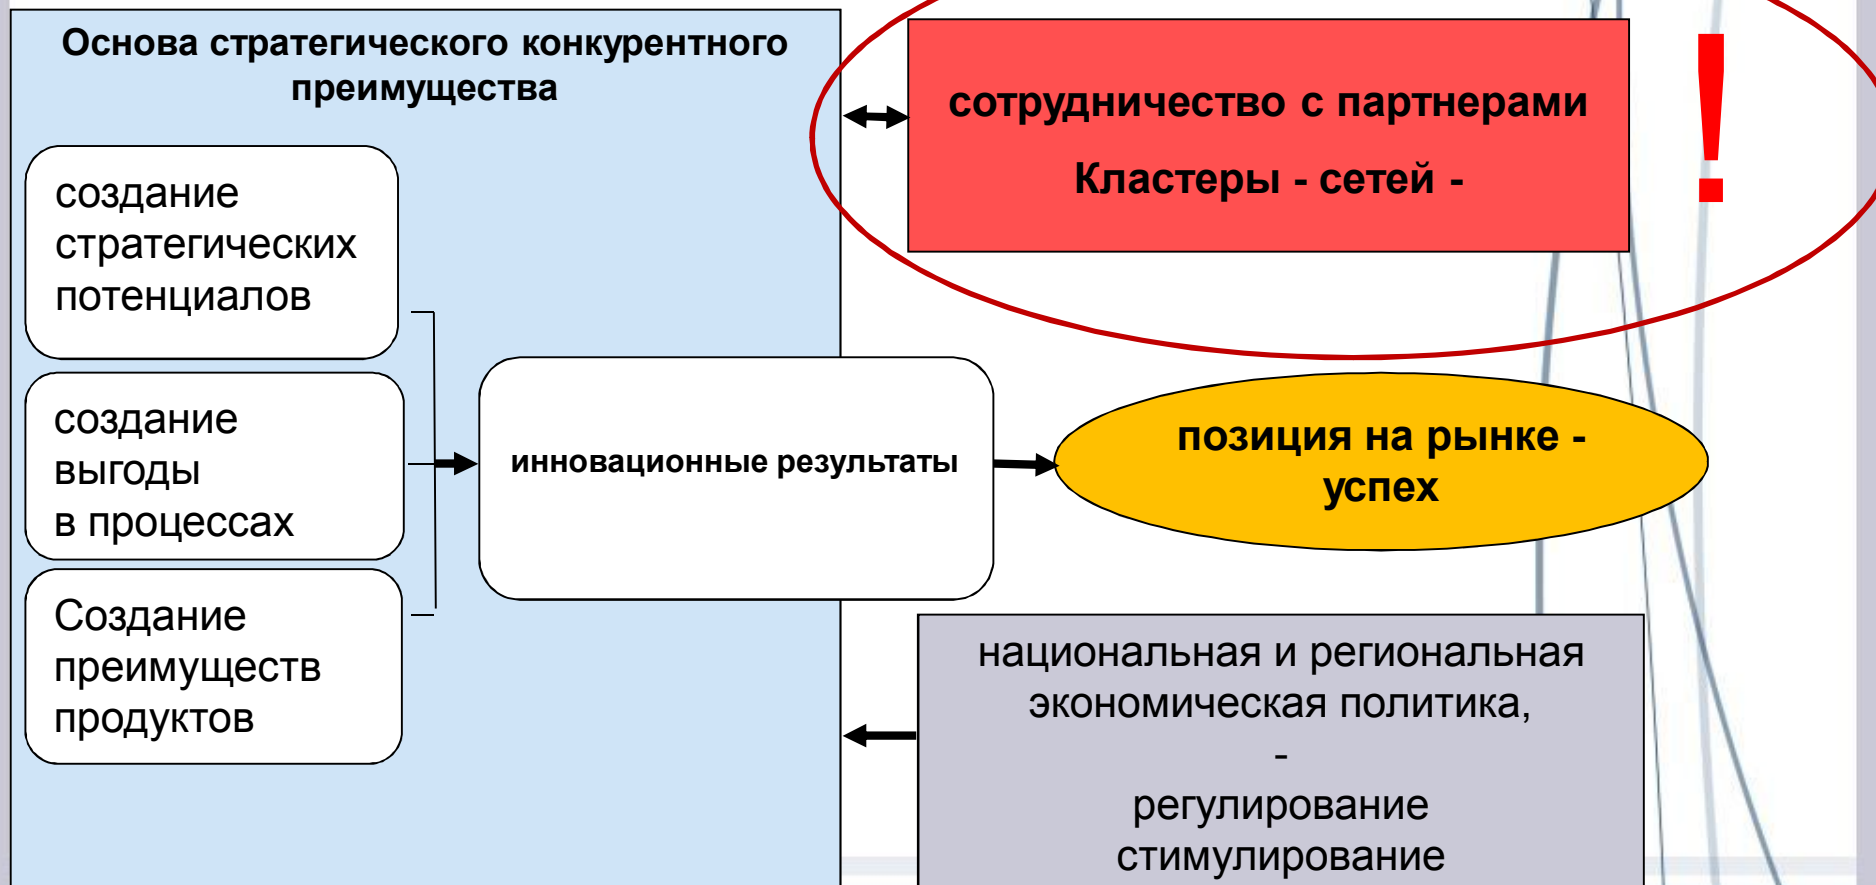 Основа стратегического конкурентного
преимущества
создание
стратегических
потенциалов
создание
выгоды
в процессах
Создание
преимуществ
продуктов
инновационные результаты
сотрудничество с партнерами
Кластеры - сетей -
!
позиция на рынке -
успех
национальная и региональная
экономическая политика,
-
регулирование
стимулирование